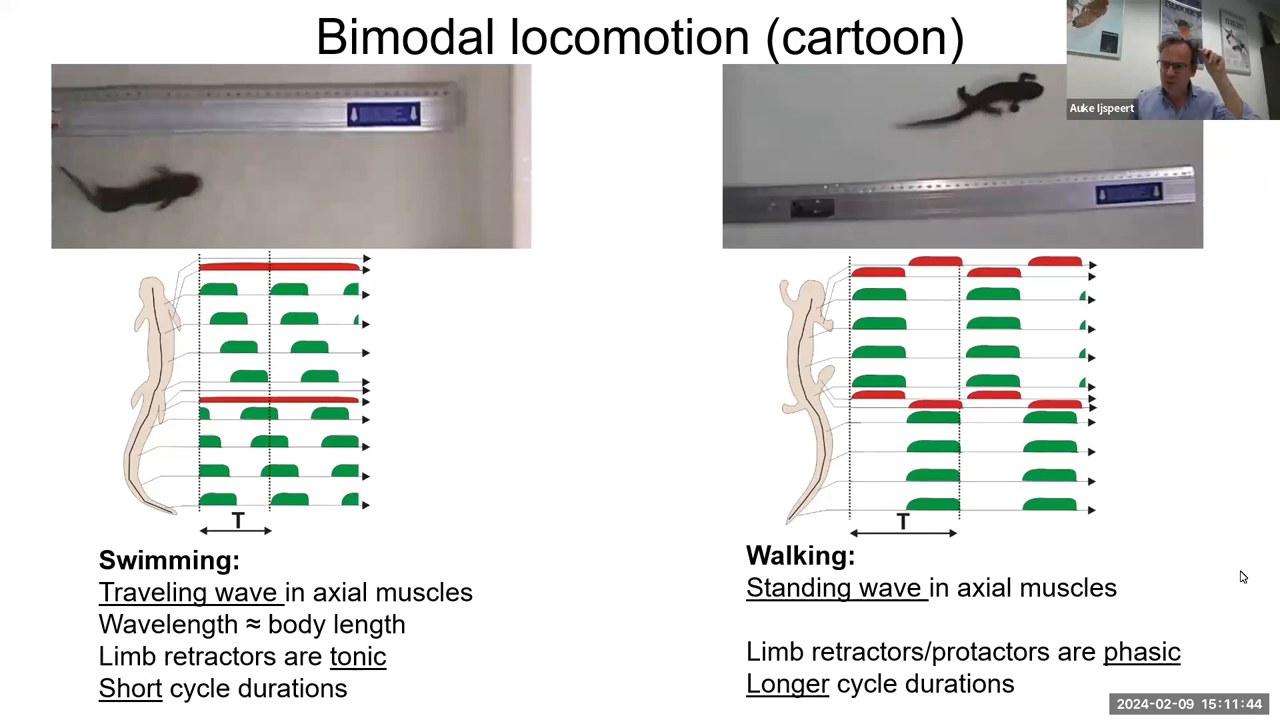 Bimodal locomotion (cartoon)
Auke Ijspeert
T
T
Swimming:
Traveling wave in axial muscles
Wavelength ≈ body length
Limb retractors are tonic
Short cycle durations
Walking:
Standing wave in axial muscles
Limb retractors/protactors are phasic
Longer cycle durations
2024-02-09 15:11:44